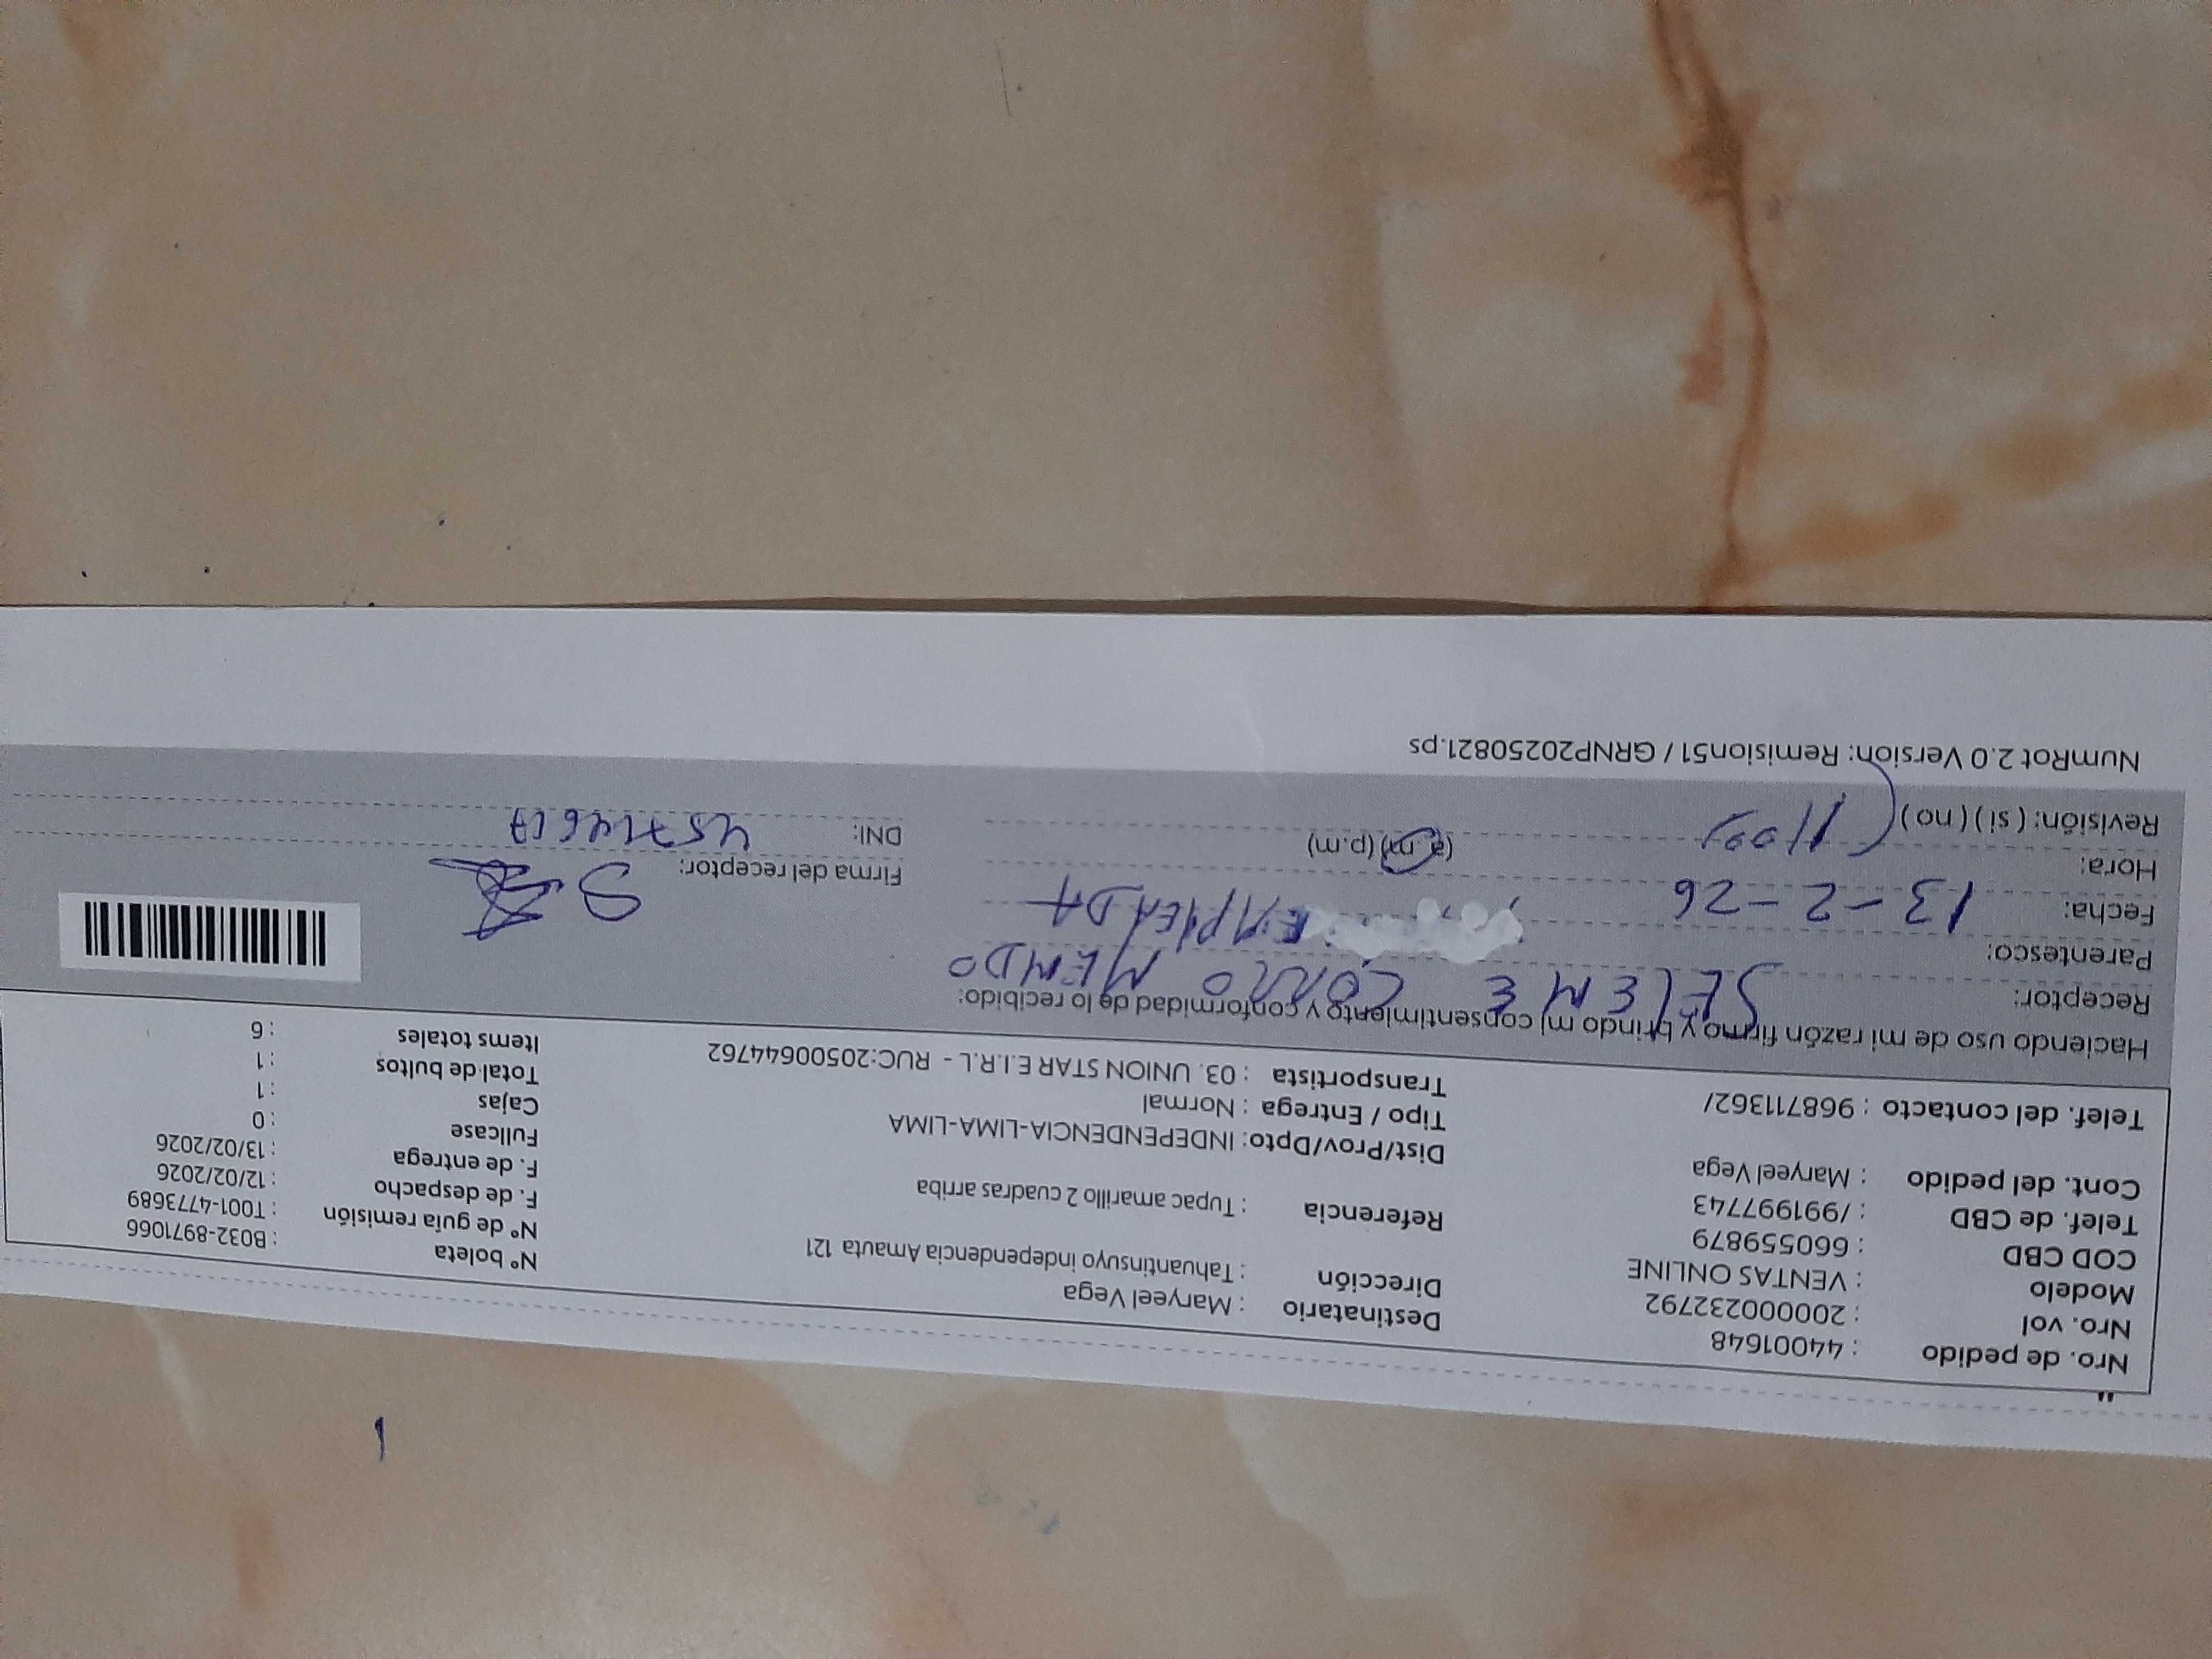 Nro. de pedido : 44001648
Nro. vol : 2000000232792
Modelo : VENTAS ONLINE
COD CBD : 660559879
Telef. de CBD : /991997743
Cont. del pedido : Maryeel Vega
Telef. del contacto : 968711362/
Destinatario : Maryeel Vega
Dirección : Tahuantinsuyo independencia Amauta 121
Referencia : Tupac amarillo 2 cuadras arriba
Dist/Prov/Dpto: INDEPENDENCIA-LIMA-LIMA
Tipo / Entrega : Normal
Transportista : 03. UNION STAR E.I.R.L - RUC:20500644762
N° boleta : B032-8971066
N° de guía remisión : T001-4773689
F. de despacho : 12/02/2026
F. de entrega : 13/02/2026
Fullcase : 0
Cajas : 1
Total de bultos : 1
Items totales : 6
Haciendo uso de mi razón firmo y brindo mi consentimiento y conformidad de lo recibido:
Receptor: SELENE
Parentesco: EMPLEADA
Fecha: 13-2-26
Hora: (a.m) (p.m)
Revisión: ( si ) ( no )
Firma del receptor:
DNI:
NumRot 2.0 Version: Remision51 / GRNP20250821.ps